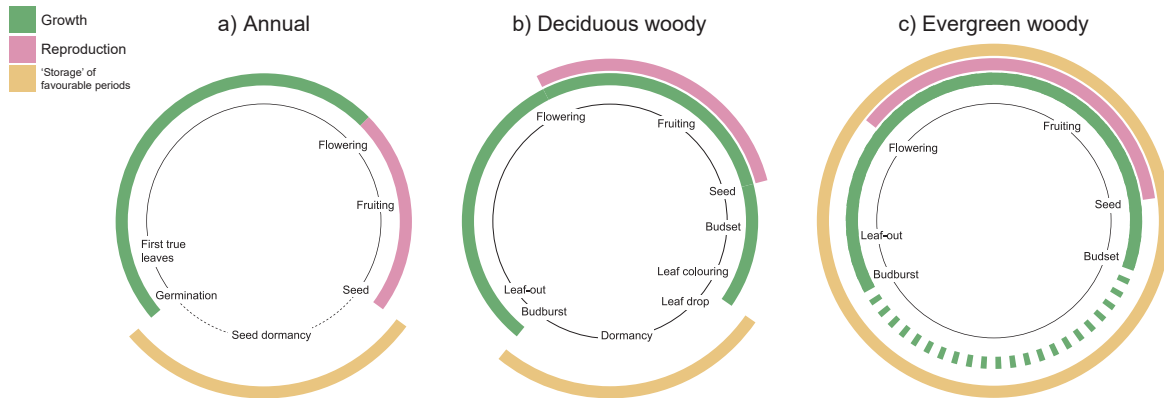 Growth
Reproduction
'Storage' of
favourable periods
a) Annual
Flowering
Fruiting
First true
leaves
Germination
Seed
Seed dormancy
b) Deciduous woody
Flowering
Fruiting
Seed
Budset
Leaf colouring
Leaf-out
Leaf drop
Budburst
Dormancy
c) Evergreen woody
Fruiting
Flowering
Seed
Leaf-out
Budset
Budburst